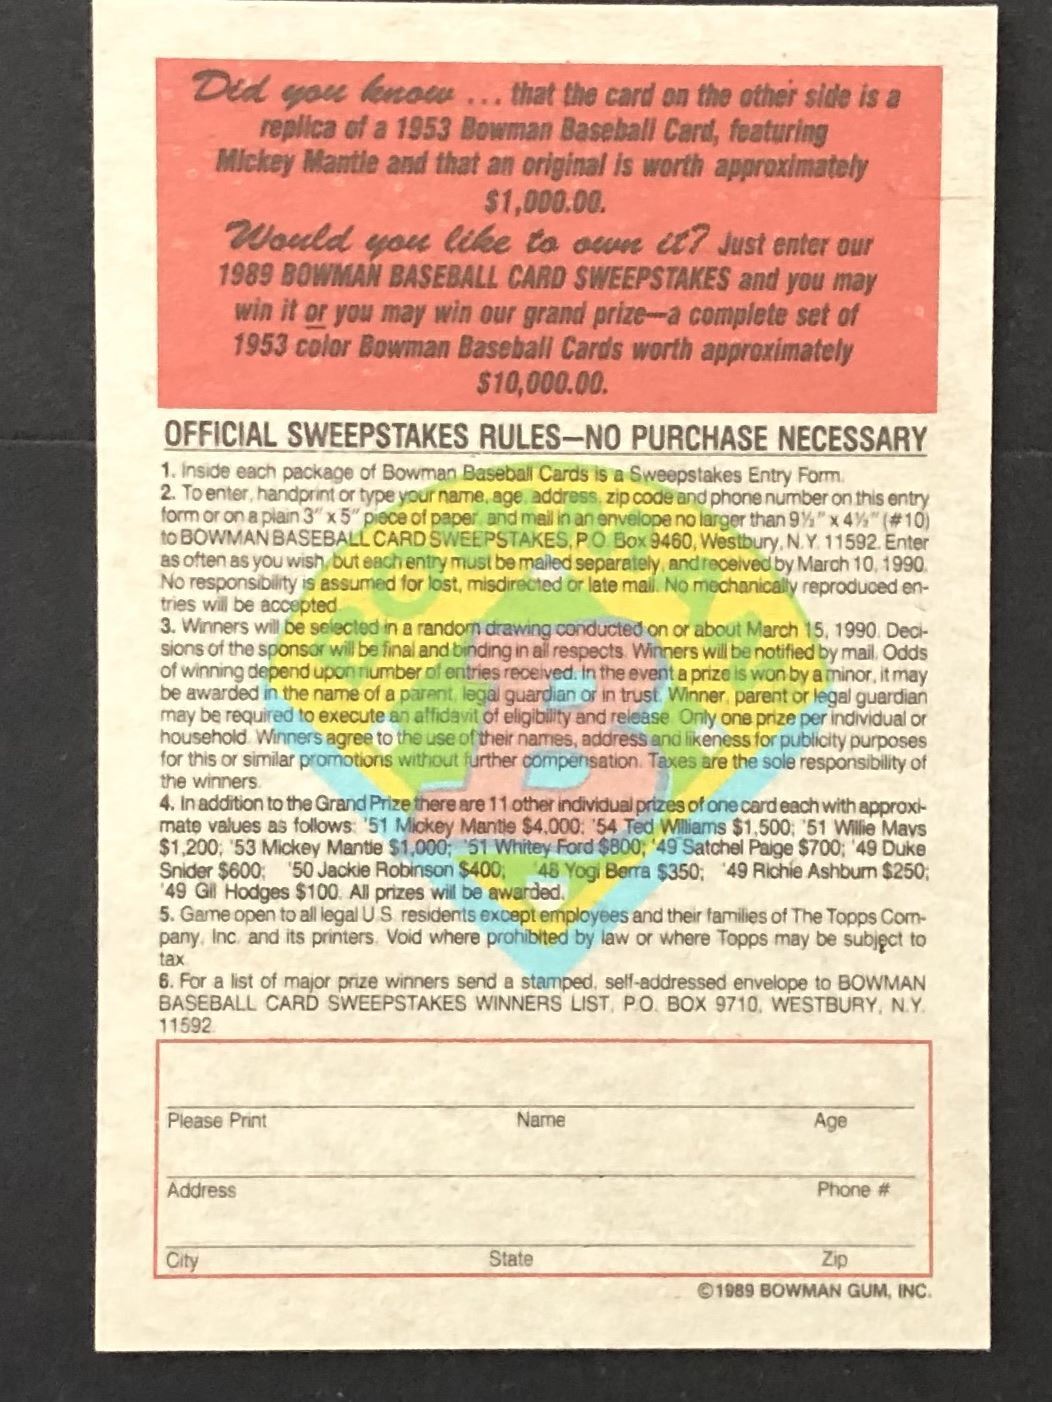 Did you know ... that the card on the other side is a
replica of a 1953 Bowman Baseball Card, featuring
Mickey Mantle and that an original is worth approximately
$1,000.00.
Would you like to own it? Just enter our
1989 BOWMAN BASEBALL CARD SWEEPSTAKES and you may
win it or you may win our grand prize—a complete set of
1953 color Bowman Baseball Cards worth approximately
$10,000.00.
OFFICIAL SWEEPSTAKES RULES—NO PURCHASE NECESSARY
1. Inside each package of Bowman Baseball Cards is a Sweepstakes Entry Form.
2. To enter, handprint or type your name, age, address, zip code and phone number on this entry
form or on a plain 3" x 5" piece of paper, and mail in an envelope no larger than 9½" x 4½" (#10)
to BOWMAN BASEBALL CARD SWEEPSTAKES, P.O. Box 9460, Westbury, N.Y. 11592. Enter
as often as you wish, but each entry must be mailed separately, and received by March 10, 1990.
No responsibility is assumed for lost, misdirected or late mail. No mechanically reproduced en-
tries will be accepted.
3. Winners will be selected in a random drawing conducted on or about March 15, 1990. Deci-
sions of the sponsor will be final and binding in all respects. Winners will be notified by mail. Odds
of winning depend upon number of entries received. In the event a prize is won by a minor, it may
be awarded in the name of a parent, legal guardian or in trust. Winner, parent or legal guardian
may be required to execute an affidavit of eligibility and release. Only one prize per individual or
household. Winners agree to the use of their names, address and likeness for publicity purposes
for this or similar promotions without further compensation. Taxes are the sole responsibility of
the winners.
4. In addition to the Grand Prize there are 11 other individual prizes of one card each with approxi-
mate values as follows: '51 Mickey Mantle $4,000; '54 Ted Williams $1,500; '51 Willie Mays
$1,200; '53 Mickey Mantle $1,000; '51 Whitey Ford $800; '49 Satchel Paige $700; '49 Duke
Snider $600; '50 Jackie Robinson $400; '48 Yogi Berra $350; '49 Richie Ashburn $250;
'49 Gil Hodges $100. All prizes will be awarded.
5. Game open to all legal U.S. residents except employees and their families of The Topps Com-
pany, Inc. and its printers. Void where prohibited by law or where Topps may be subject to
tax.
6. For a list of major prize winners send a stamped, self-addressed envelope to BOWMAN
BASEBALL CARD SWEEPSTAKES WINNERS LIST, P.O. BOX 9710, WESTBURY, N.Y.
11592.
Please Print Name Age
Address Phone #
City State Zip
©1989 BOWMAN GUM, INC.